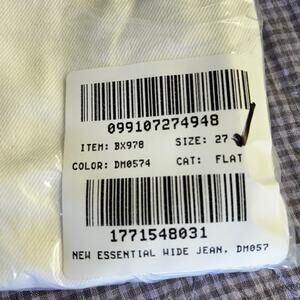 099107274948
ITEM: BX978 SIZE: 27
COLOR: DM0574 CAT: FLAT
1771548031
NEW ESSENTIAL WIDE JEAN. DM057